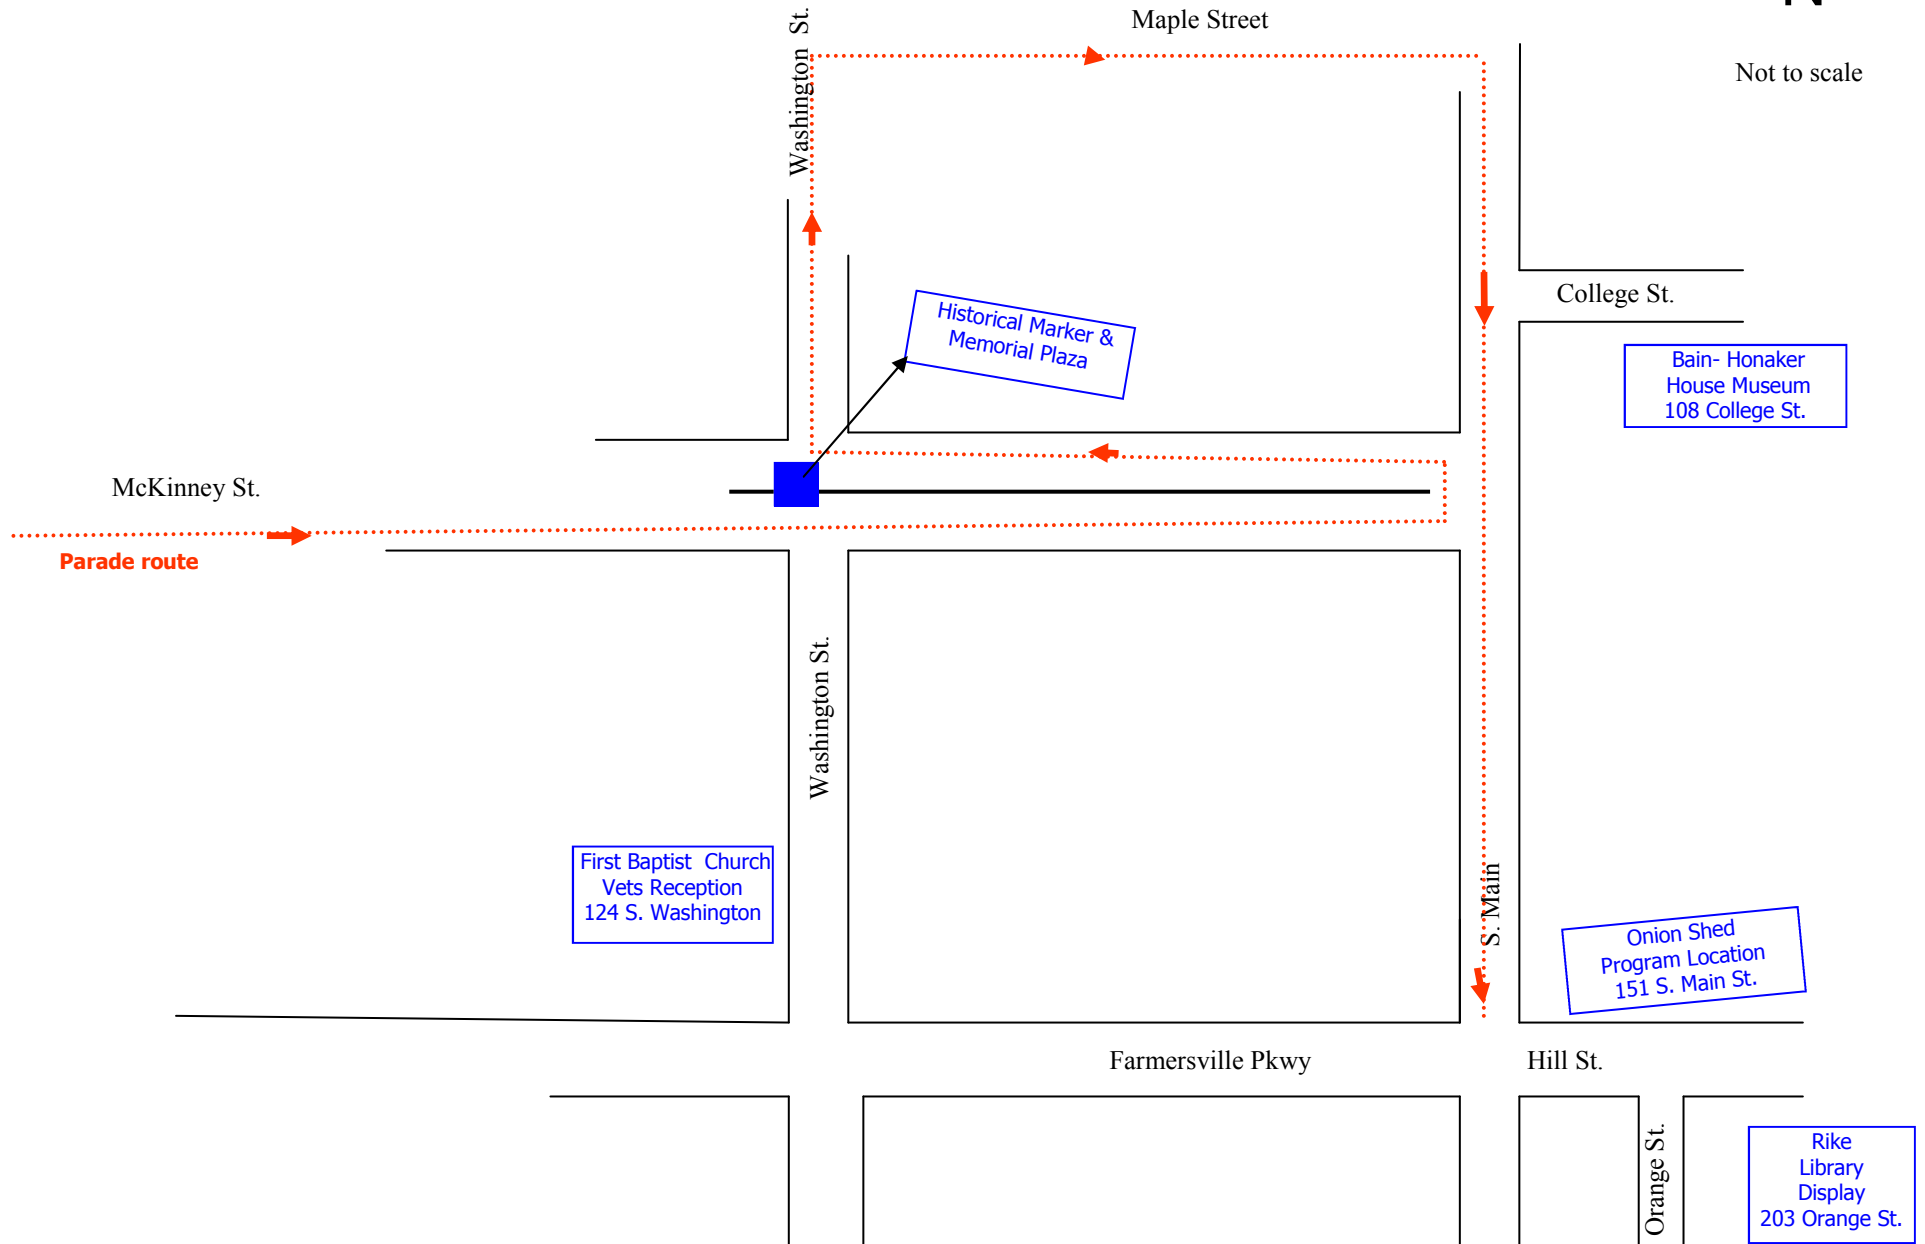 N
Maple Street
Not to scale
Washington St.
College St.
Historical Marker &
Memorial Plaza
Bain- Honaker
House Museum
108 College St.
McKinney St.
Parade route
Washington St.
First Baptist Church
Vets Reception
124 S. Washington
S. Main
Onion Shed
Program Location
151 S. Main St.
Farmersville Pkwy
Hill St.
Orange St.
Rike
Library
Display
203 Orange St.